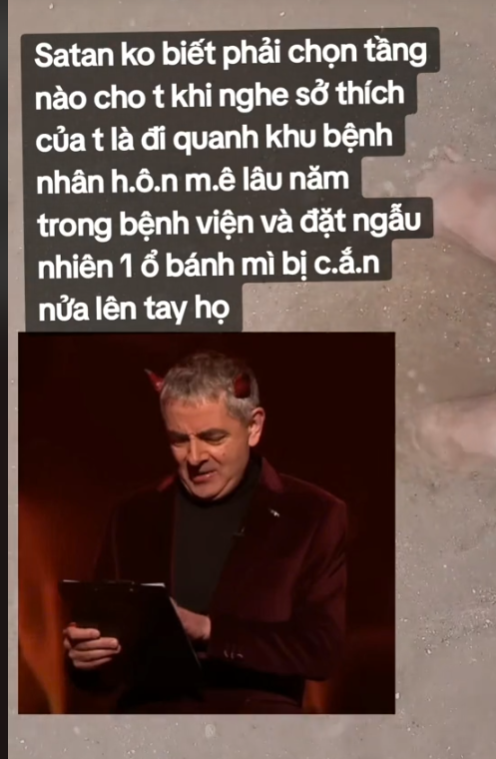 Satan ko biết phải chọn tầng
nào cho t khi nghe sở thích
của t là đi quanh khu bệnh
nhân h.ô.n m.ê lâu năm
trong bệnh viện và đặt ngẫu
nhiên 1 ổ bánh mì bị c.ắ.n
nửa lên tay họ